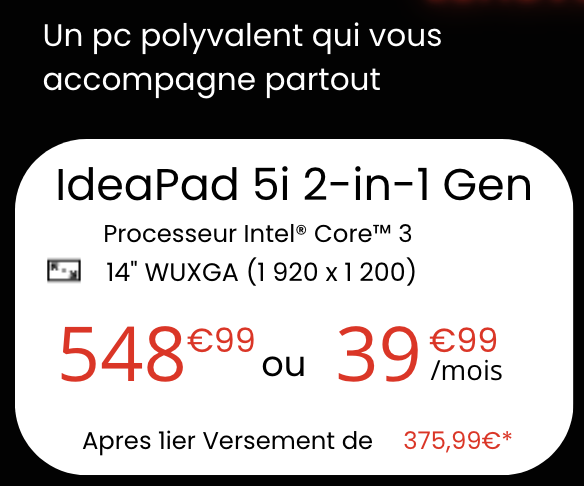 Un pc polyvalent qui vous
accompagne partout
IdeaPad 5i 2-in-1 Gen
Processeur Intel® Core™ 3
14" WUXGA (1 920 x 1 200)
548€99 ou 39€99/mois
Apres 1ier Versement de 375,99€*